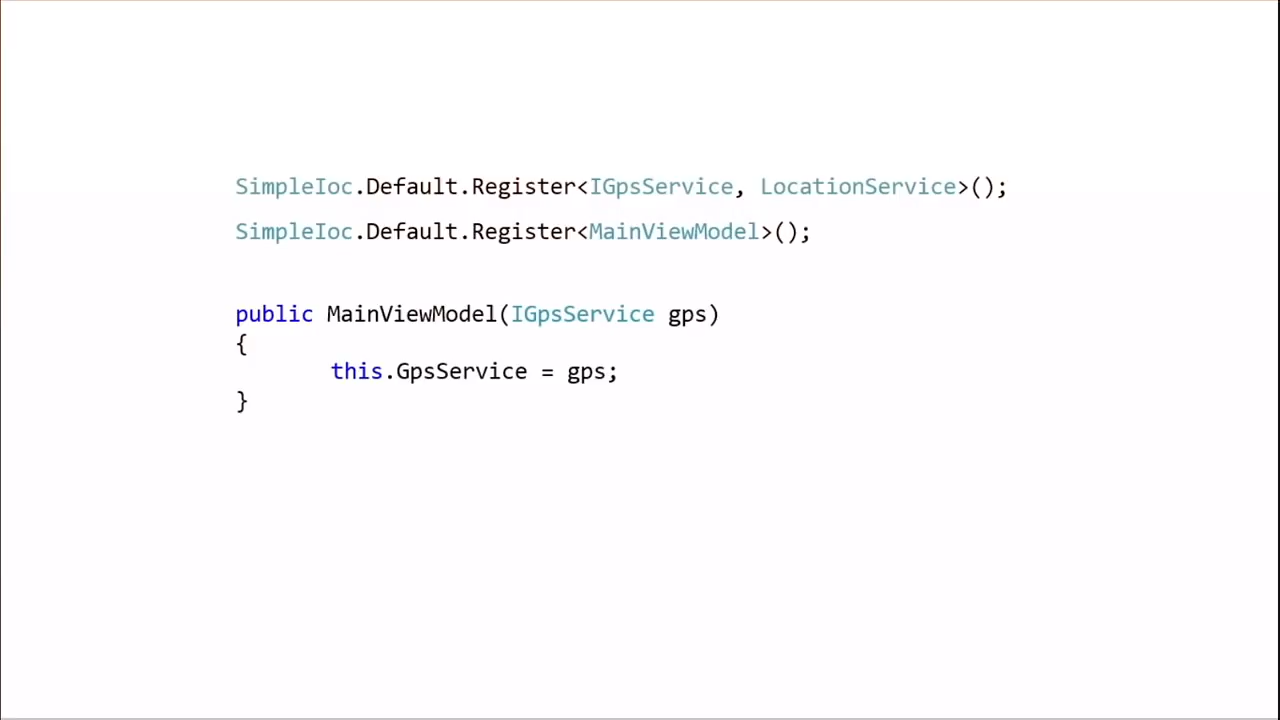 SimpleIoc.Default.Register<IGpsService, LocationService>();
SimpleIoc.Default.Register<MainViewModel>();
public MainViewModel(IGpsService gps)
{
this.GpsService = gps;
}